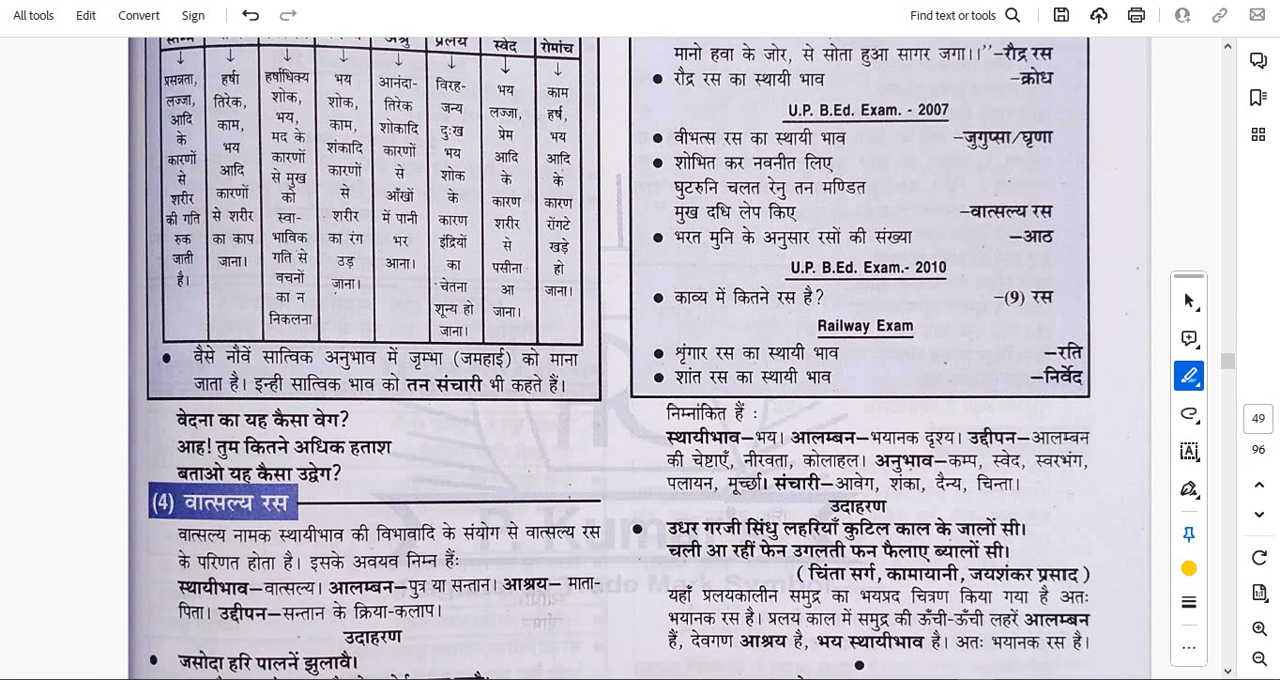 All tools Edit Convert Sign Find text or tools
स्तम्भ प्रलय स्वेद रोमांच
प्रसन्नता, लज्जा, आदि के कारणों से शरीर की गति रुक जाती है।
हर्षा तिरेक, काम, भय आदि कारणों से शरीर का काप जाना।
हर्षाधिक्य शोक, भय, मद के कारणों से मुख को स्वा- भाविक गति से वचनों का न निकलना
भय शोक, काम, शंकादि कारणों से शरीर का रंग उड़ जाना।
आनंदा- तिरेक शोकादि कारणों से आँखों में पानी भर आना।
विरह- जन्य दुःख भय शोक के कारण इंद्रियों का चेतना शून्य हो जाना।
भय लज्जा, प्रेम आदि के कारण शरीर से पसीना आ जाना।
काम हर्ष, भय आदि के कारण रोंगटे खड़े हो जाना।
• वैसे नौवें सात्विक अनुभाव में जृम्भा (जमहाई) को माना
जाता है। इन्ही सात्विक भाव को तन संचारी भी कहते हैं।
वेदना का यह कैसा वेग?
आह! तुम कितने अधिक हताश
बताओ यह कैसा उद्वेग?
(4) वात्सल्य रस
वात्सल्य नामक स्थायीभाव की विभावादि के संयोग से वात्सल्य रस
के परिणत होता है। इसके अवयव निम्न हैं:
स्थायीभाव–वात्सल्य। आलम्बन–पुत्र या सन्तान। आश्रय– माता-
पिता। उद्दीपन–सन्तान के क्रिया-कलाप।
उदाहरण
• जसोदा हरि पालनें झुलावै।
मानो हवा के जोर, से सोता हुआ सागर जगा।।''–रौद्र रस
• रौद्र रस का स्थायी भाव –क्रोध
U.P. B.Ed. Exam. - 2007
• वीभत्स रस का स्थायी भाव –जुगुप्सा/घृणा
• शोभित कर नवनीत लिए
घुटरुनि चलत रेनु तन मण्डित
मुख दधि लेप किए –वात्सल्य रस
• भरत मुनि के अनुसार रसों की संख्या –आठ
U.P. B.Ed. Exam.- 2010
• काव्य में कितने रस है? –(9) रस
Railway Exam
• शृंगार रस का स्थायी भाव –रति
• शांत रस का स्थायी भाव –निर्वेद
निम्नांकित हैं :
स्थायीभाव–भय। आलम्बन–भयानक दृश्य। उद्दीपन–आलम्बन
की चेष्टाएँ, नीरवता, कोलाहल। अनुभाव–कम्प, स्वेद, स्वरभंग,
पलायन, मूर्च्छा। संचारी–आवेग, शंका, दैन्य, चिन्ता।
उदाहरण
• उधर गरजी सिंधु लहरियाँ कुटिल काल के जालों सी।
चली आ रहीं फेन उगलती फन फैलाए ब्यालों सी।
( चिंता सर्ग, कामायानी, जयशंकर प्रसाद )
यहाँ प्रलयकालीन समुद्र का भयप्रद चित्रण किया गया है अतः
भयानक रस है। प्रलय काल में समुद्र की ऊँची-ऊँची लहरें आलम्बन
हैं, देवगण आश्रय है, भय स्थायीभाव है। अतः भयानक रस है।
49
96